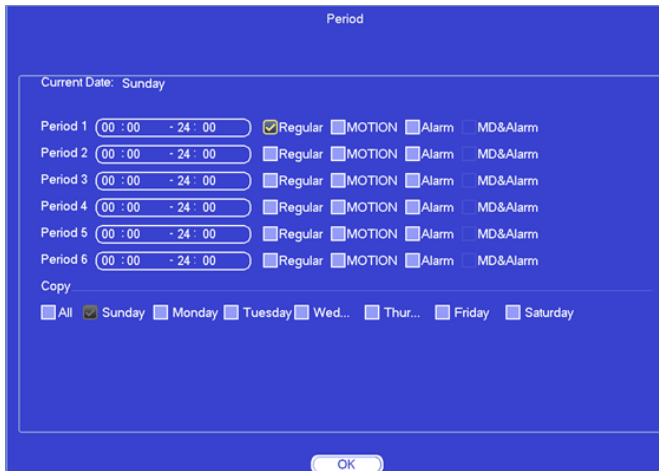 Period
Current Date: Sunday
Period 1 00 :00 - 24 : 00 Regular MOTION Alarm MD&Alarm
Period 2 00 :00 - 24 : 00 Regular MOTION Alarm MD&Alarm
Period 3 00 :00 - 24 : 00 Regular MOTION Alarm MD&Alarm
Period 4 00 :00 - 24 : 00 Regular MOTION Alarm MD&Alarm
Period 5 00 :00 - 24 : 00 Regular MOTION Alarm MD&Alarm
Period 6 00 :00 - 24 : 00 Regular MOTION Alarm MD&Alarm
Copy
All Sunday Monday Tuesday Wed... Thur... Friday Saturday
OK